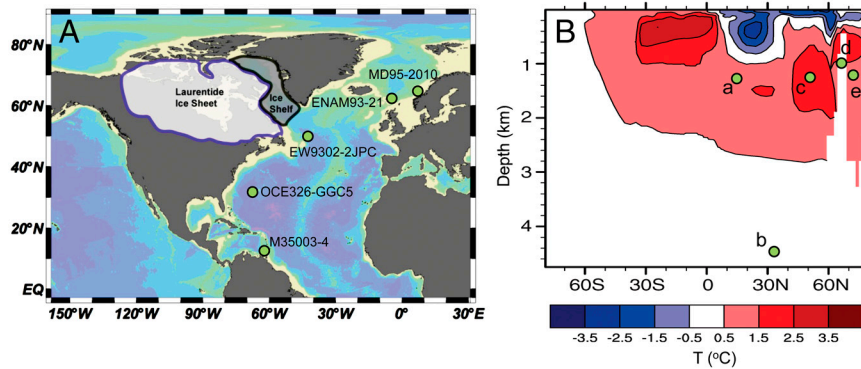 A
80°N
60°N
40°N
20°N
EQ
150°W
120°W
90°W
60°W
30°W
0°
30°E
Laurentide
Ice Sheet
Ice
Shelf
MD95-2010
ENAM93-21
EW9302-2JPC
OCE326-GGC5
M35003-4
B
Depth (km)
1
2
3
4
a
b
c
d
e
60S
30S
0
30N
60N
-3.5
-2.5
-1.5
-0.5
0.5
1.5
2.5
3.5
T (°C)